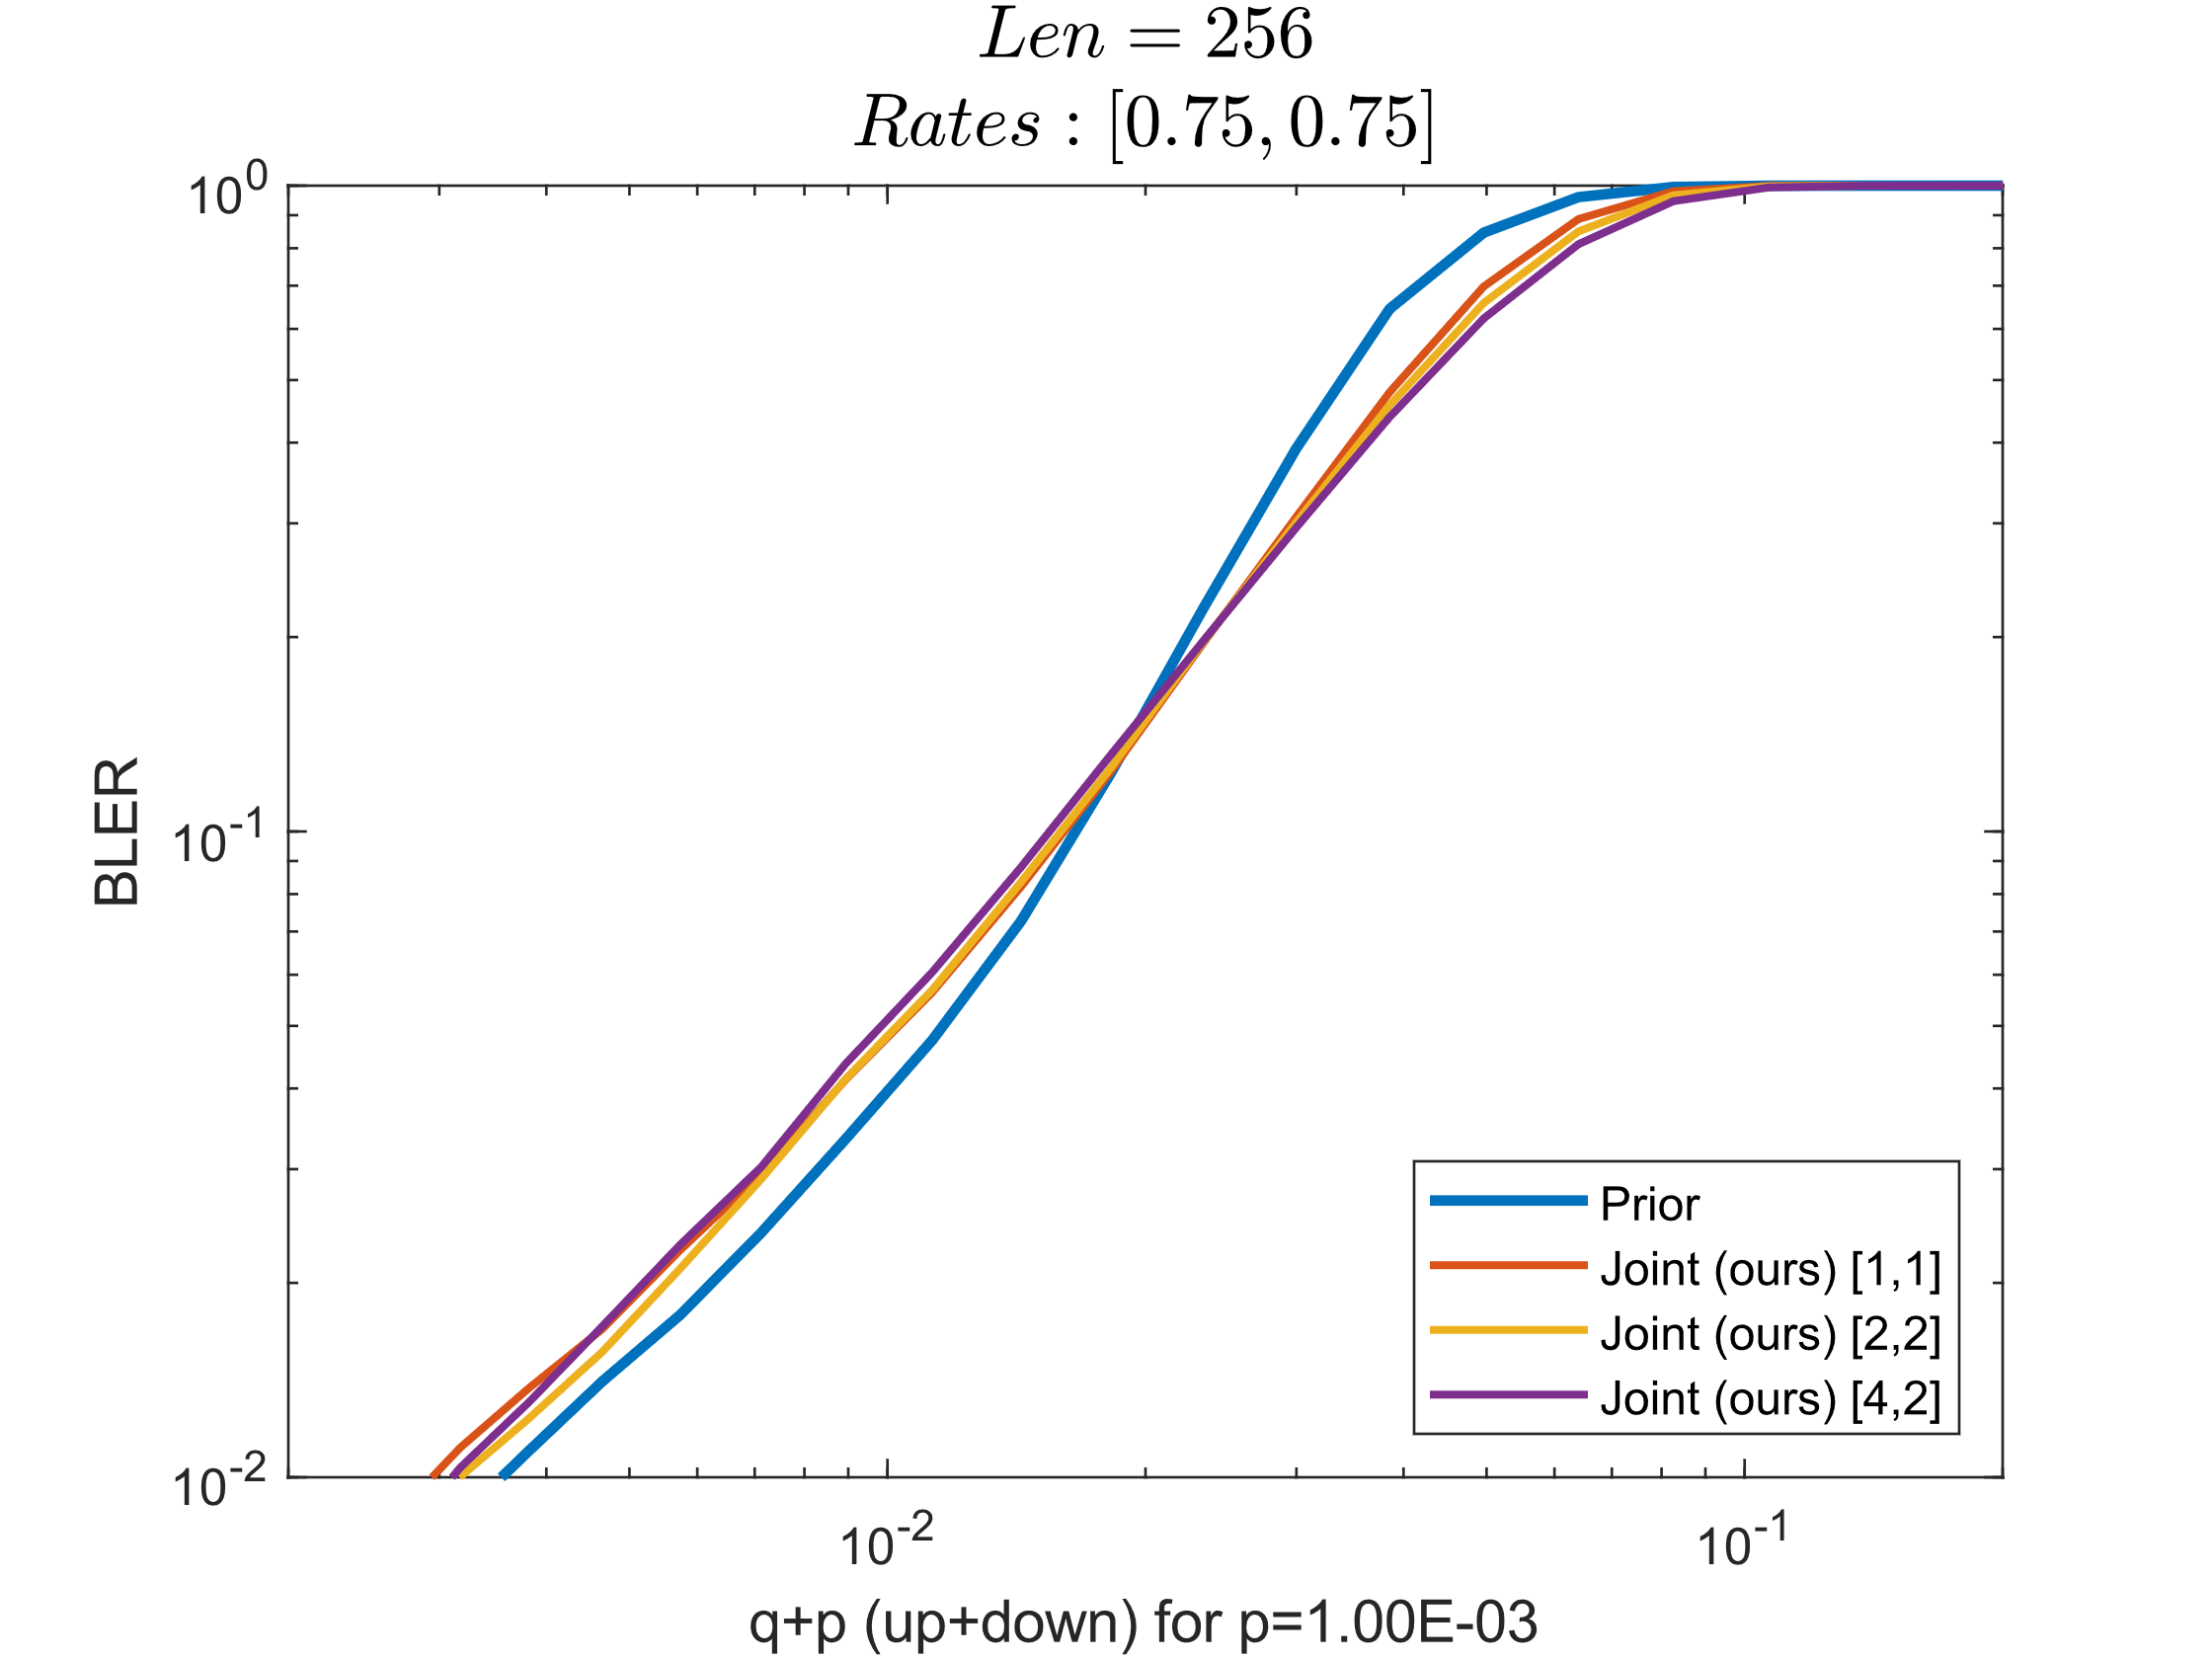 Len = 256
Rates : [0.75, 0.75]
10^0
10^-1
10^-2
BLER
10^-2
10^-1
q+p (up+down) for p=1.00E-03
Prior
Joint (ours) [1,1]
Joint (ours) [2,2]
Joint (ours) [4,2]